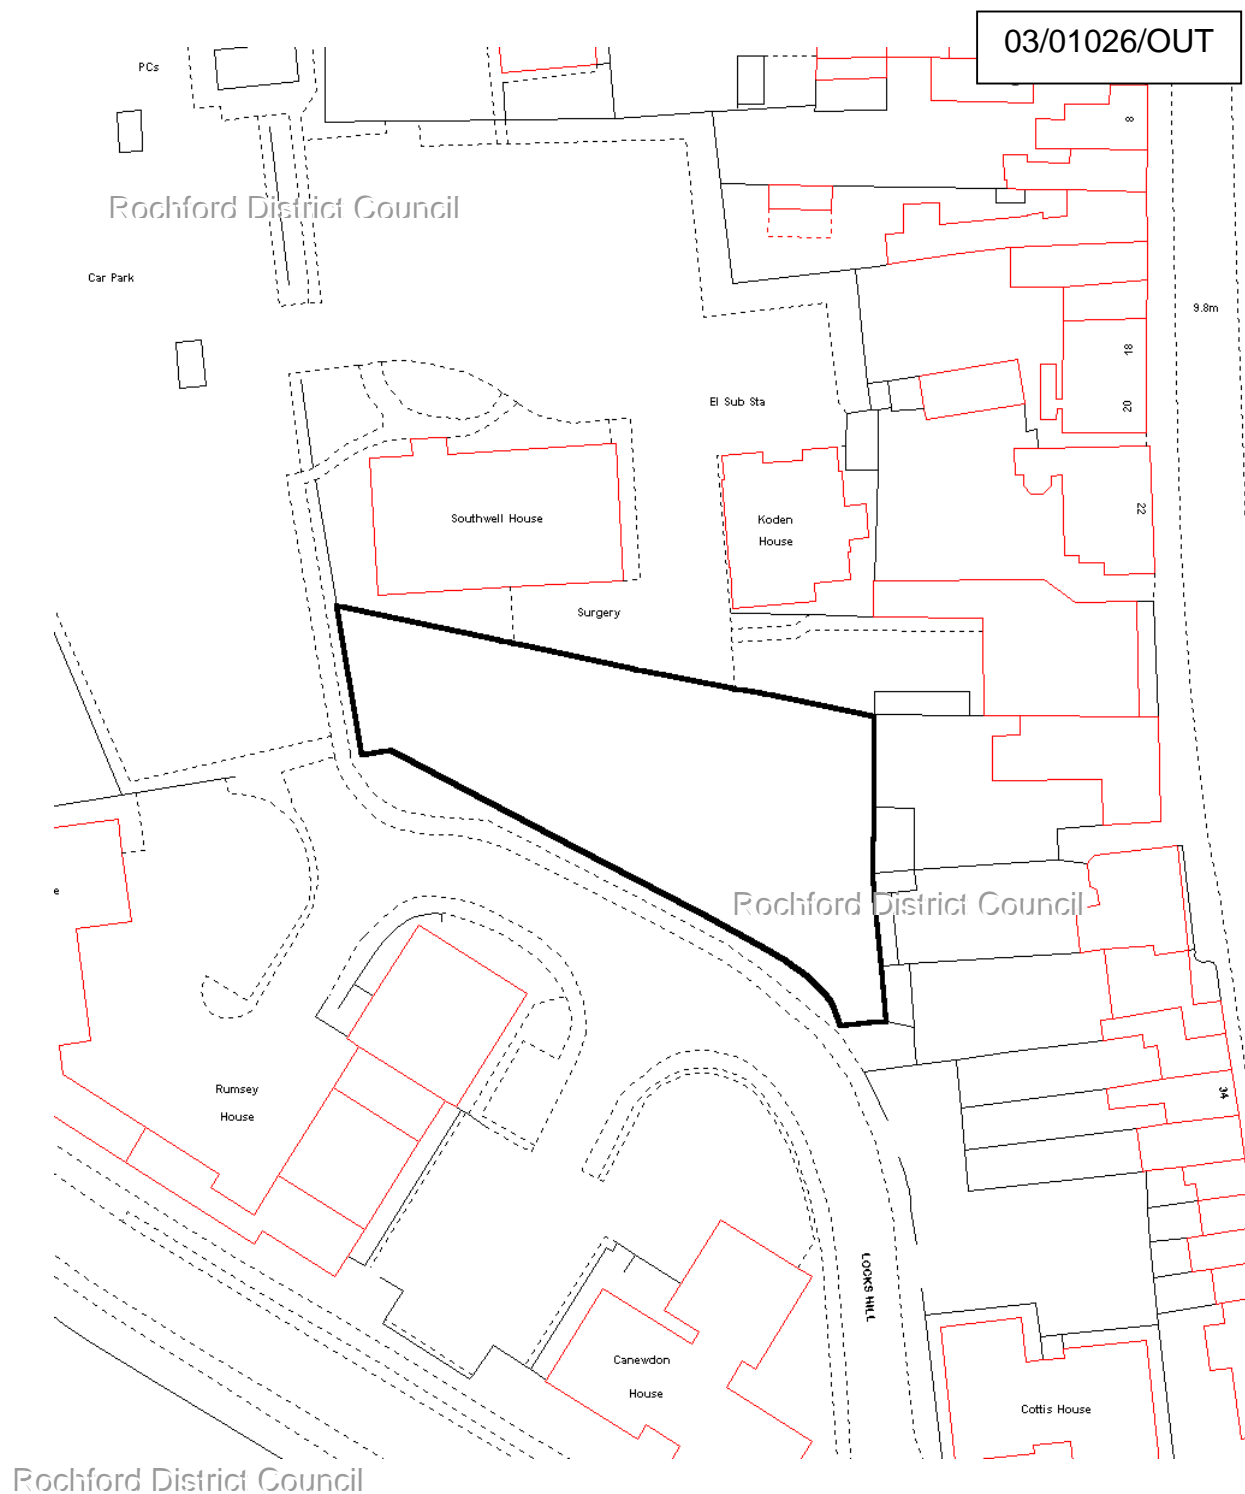 03/01026/OUT
PCs
8
Rochford District Council
Car Park
9.8m
18
El Sub Sta
20
Southwell House
Koden
House
22
Surgery
e
Rochford District Council
Rumsey
House
34
LOCKS HILL
Canewdon
House
Cottis House
Rochford District Council